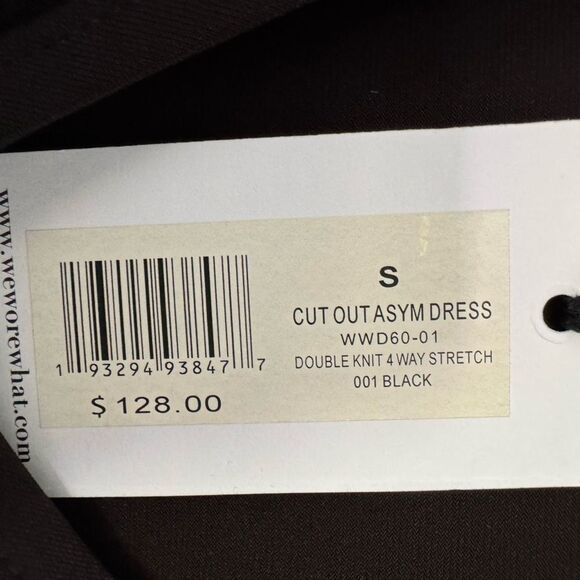 www.weworewhat.com
S
CUT OUT ASYM DRESS
WWD60-01
DOUBLE KNIT 4 WAY STRETCH
001 BLACK
1 93294 93847 7
$ 128.00